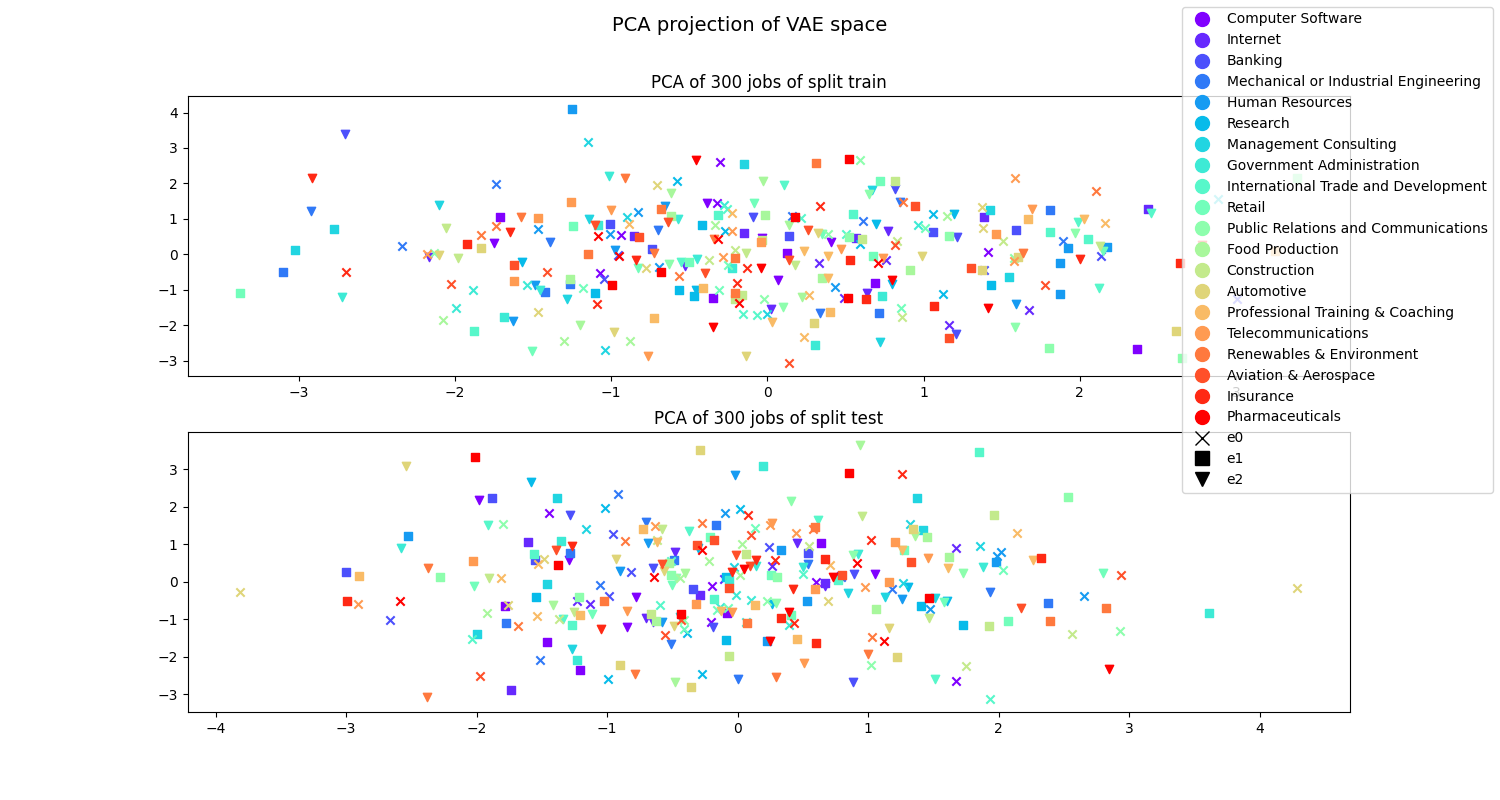 PCA projection of VAE space
PCA of 300 jobs of split train
4
3
2
1
0
−1
−2
−3
−3
−2
−1
0
1
2
3
PCA of 300 jobs of split test
3
2
1
0
−1
−2
−3
−4
−3
−2
−1
0
1
2
3
4
Computer Software
Internet
Banking
Mechanical or Industrial Engineering
Human Resources
Research
Management Consulting
Government Administration
International Trade and Development
Retail
Public Relations and Communications
Food Production
Construction
Automotive
Professional Training & Coaching
Telecommunications
Renewables & Environment
Aviation & Aerospace
Insurance
Pharmaceuticals
e0
e1
e2